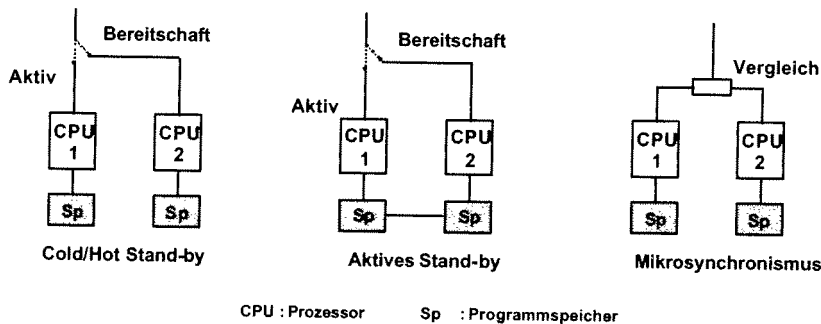 Bereitschaft
Aktiv
CPU
1
CPU
2
Sp
Sp
Cold/Hot Stand-by
Bereitschaft
Aktiv
CPU
1
CPU
2
Sp
Sp
Aktives Stand-by
Vergleich
CPU
1
CPU
2
Sp
Sp
Mikrosynchronismus
CPU : Prozessor Sp : Programmspeicher